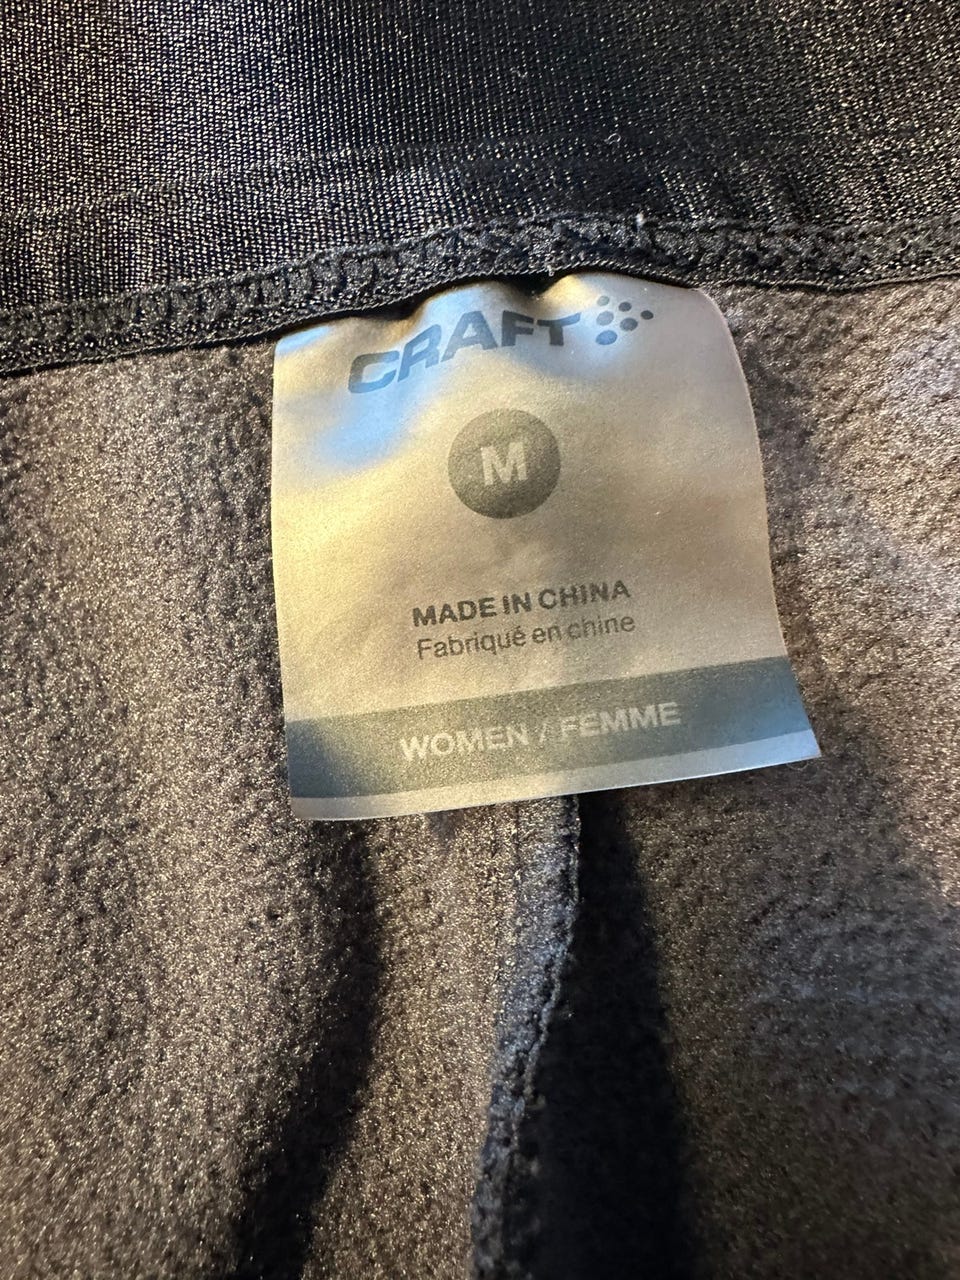 CRAFT
M
MADE IN CHINA
Fabriqué en chine
WOMEN / FEMME